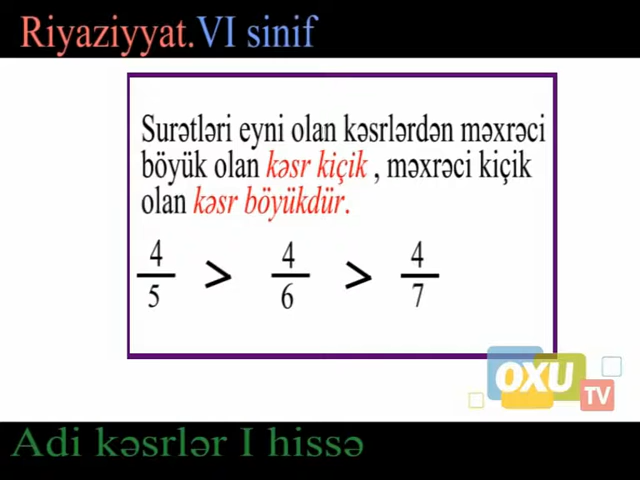 Riyaziyyat.VI sinif
Surətləri eyni olan kəsrlərdən məxrəci
böyük olan kəsr kiçik , məxrəci kiçik
olan kəsr böyükdür.
4/5 > 4/6 > 4/7
OXU
TV
Adi kəsrlər I hissə